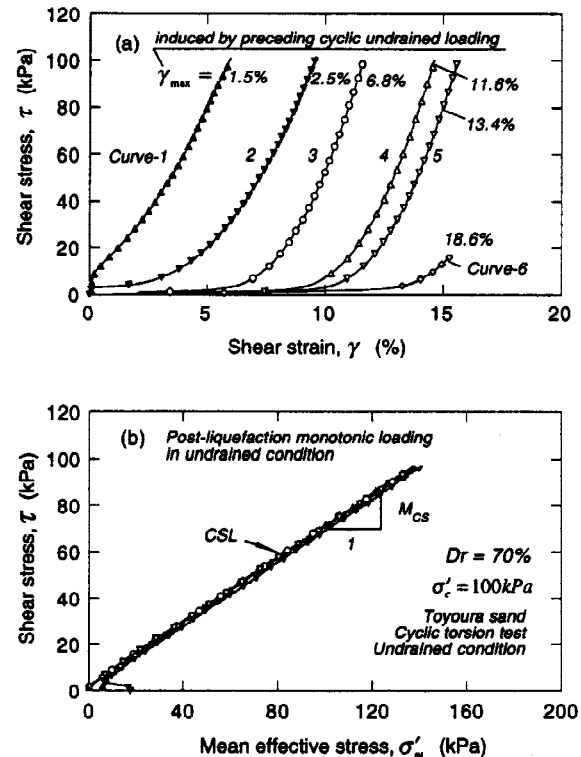 120
(a) induced by preceding cyclic undrained loading
γmax = 1.5% 2.5% 6.8% 11.6%
100
13.4%
80
Curve-1 2 3 4 5
60
40
18.6%
20
Curve-6
0
0 5 10 15 20
Shear stress, τ (kPa)
Shear strain, γ (%)
120
(b) Post-liquefaction monotonic loading
in undrained condition
100
80
MCS
CSL
1
60
Dr = 70%
σ′c = 100kPa
40
Toyoura sand
Cyclic torsion test
Undrained condition
20
0
0 40 80 120 160 200
Shear stress, τ (kPa)
Mean effective stress, σ′m (kPa)